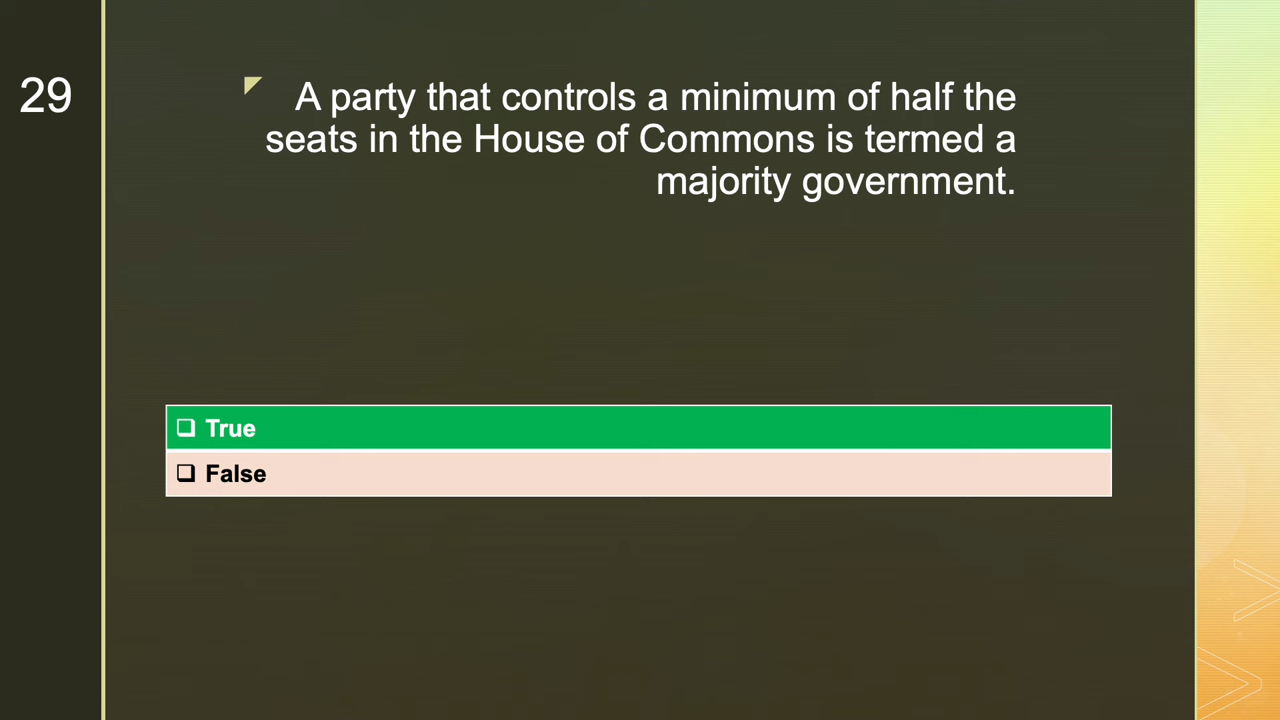 29
A party that controls a minimum of half the
seats in the House of Commons is termed a
majority government.
True
False